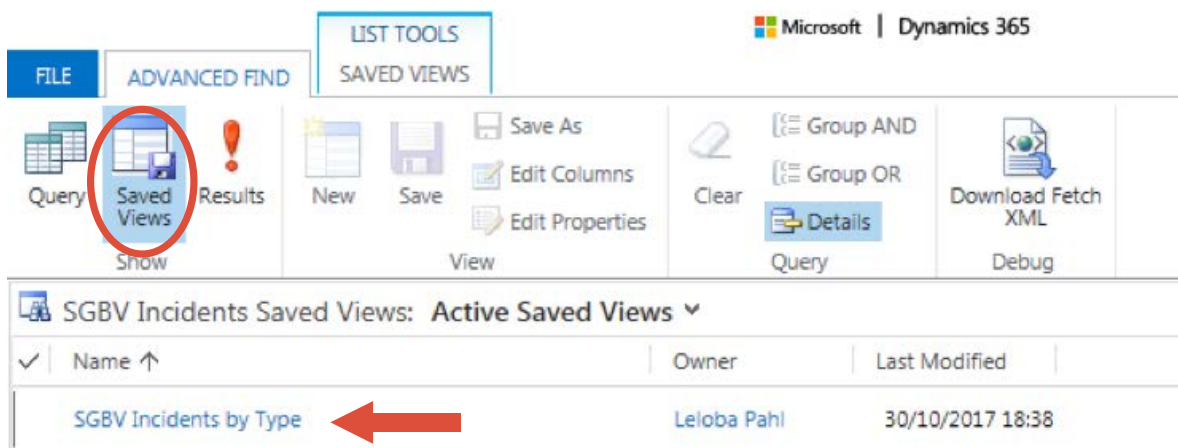 LIST TOOLS
Microsoft | Dynamics 365
FILE
ADVANCED FIND
SAVED VIEWS
Query
Saved Views
Results
New
Save
Save As
Edit Columns
Edit Properties
Clear
Group AND
Group OR
Details
Download Fetch XML
Show
View
Query
Debug
SGBV Incidents Saved Views: Active Saved Views
Name
Owner
Last Modified
SGBV Incidents by Type
Leloba Pahl
30/10/2017 18:38